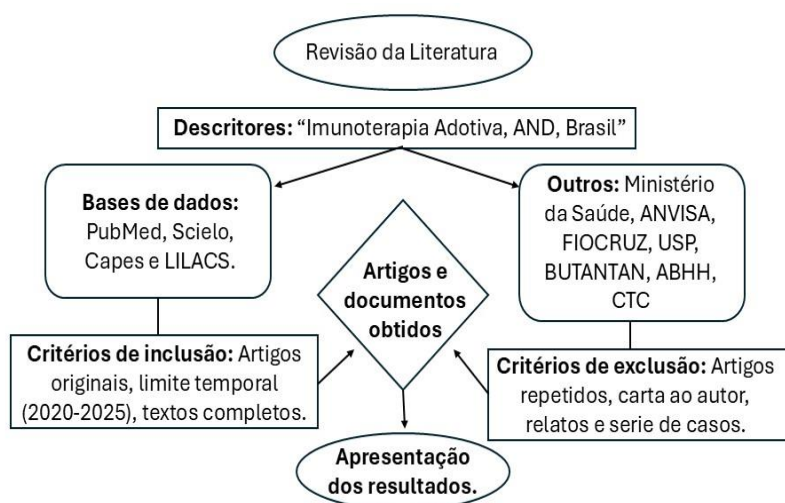 Revisão da Literatura
Descritores: “Imunoterapia Adotiva, AND, Brasil”
Bases de dados:
PubMed, Scielo,
Capes e LILACS.
Outros: Ministério
da Saúde, ANVISA,
FIOCRUZ, USP,
BUTANTAN, ABHH,
CTC
Artigos e
documentos
obtidos
Critérios de inclusão: Artigos
originais, limite temporal
(2020-2025), textos completos.
Critérios de exclusão: Artigos
repetidos, carta ao autor,
relatos e serie de casos.
Apresentação
dos resultados.